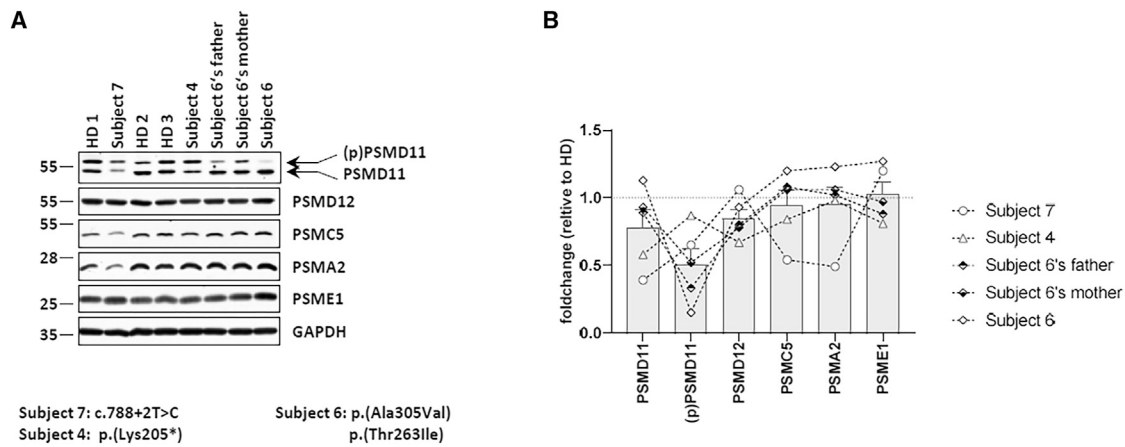 A
HD 1
Subject 7
HD 2
HD 3
Subject 4
Subject 6's father
Subject 6's mother
Subject 6
55
(p)PSMD11
PSMD11
55
PSMD12
55
PSMC5
28
PSMA2
25
PSME1
35
GAPDH
Subject 7: c.788+2T>C
Subject 4: p.(Lys205*)
Subject 6: p.(Ala305Val)
p.(Thr263Ile)
B
foldchange (reltive to HD)
1.5
1.0
0.5
0.0
PSMD11
(p)PSMD11
PSMD12
PSMC5
PSMA2
PSME1
Subject 7
Subject 4
Subject 6's father
Subject 6's mother
Subject 6